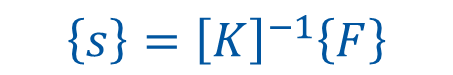 {s} = [K]⁻¹{F}